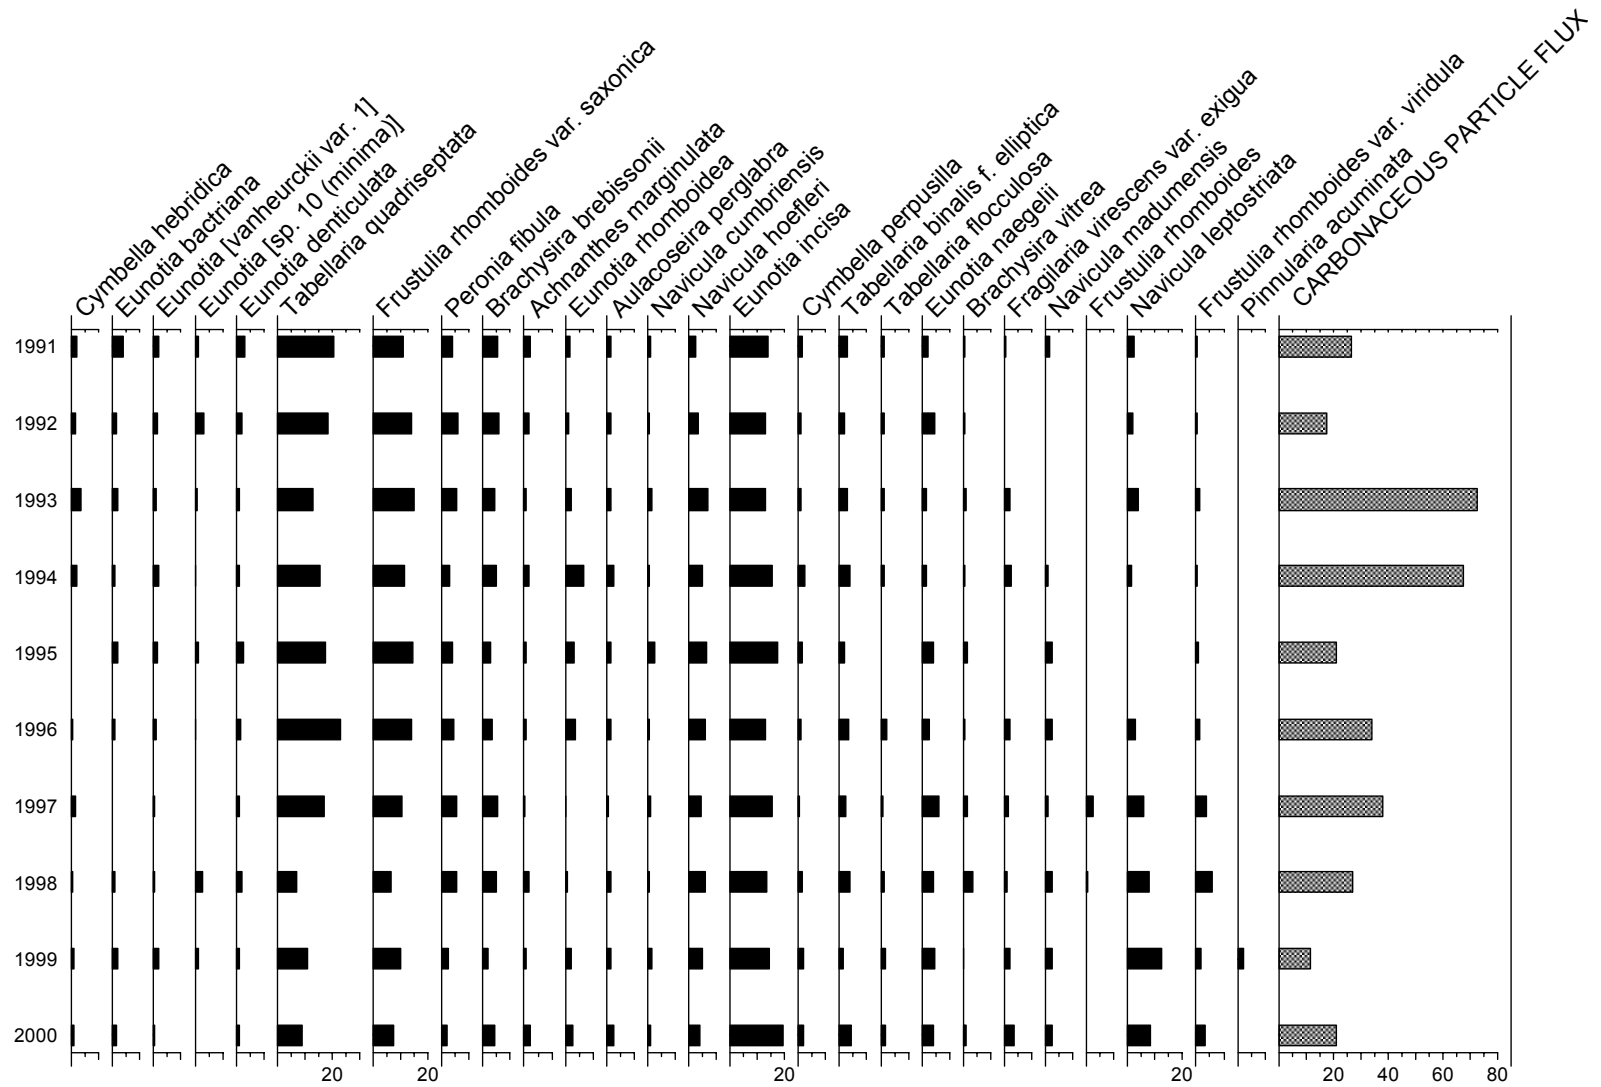 Cymbella hebridica
Eunotia bactriana
Eunotia [vanheurckii var. 1]
Eunotia [sp. 10 (minima)]
Eunotia denticulata
Tabellaria quadriseptata
Frustulia rhomboides var. saxonica
Peronia fibula
Brachysira brebissonii
Achnanthes marginulata
Eunotia rhomboidea
Aulacoseira perglabra
Navicula cumbriensis
Navicula hoefleri
Eunotia incisa
Cymbella perpusilla
Tabellaria binalis f. elliptica
Tabellaria flocculosa
Eunotia naegelii
Brachysira vitrea
Fragilaria virescens var. exigua
Navicula madumensis
Frustulia rhomboides
Navicula leptostriata
Frustulia rhomboides var. viridula
Pinnularia acuminata
CARBONACEOUS PARTICLE FLUX
1991
1992
1993
1994
1995
1996
1997
1998
1999
2000
20 20 20 20 20 40 60 80